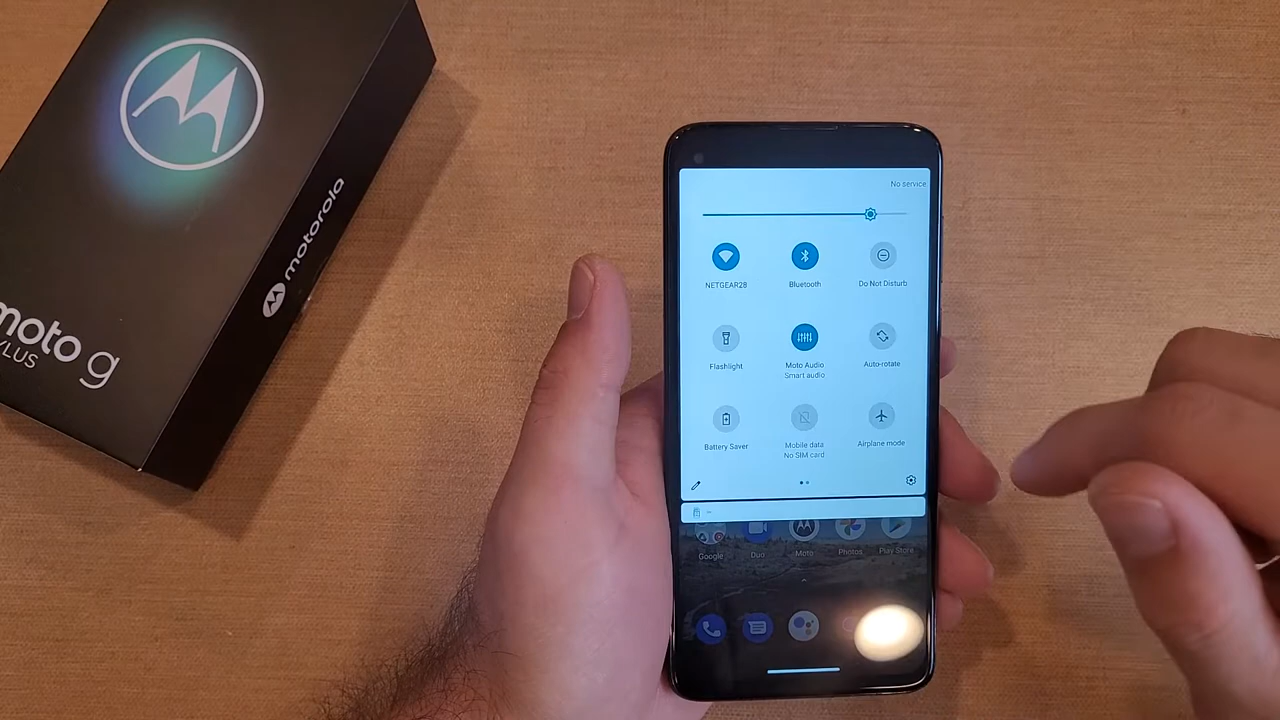 motorola
moto g
No service
NETGEAR28
Bluetooth
Do Not Disturb
Flashlight
Moto Audio
Smart audio
Auto-rotate
Battery Saver
Mobile data
No SIM card
Airplane mode
Google
Duo
Moto
Photos
Play Store